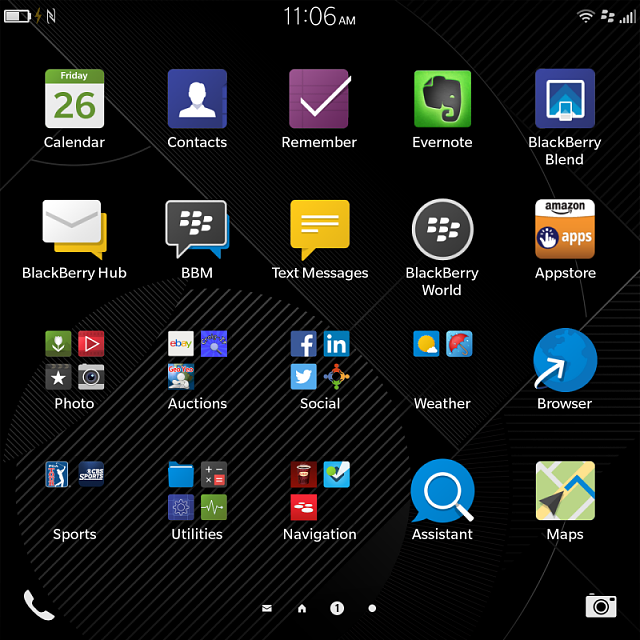 11:06 AM
Friday
26
Calendar
Contacts
Remember
Evernote
BlackBerry
Blend
BlackBerry Hub
BBM
Text Messages
BlackBerry
World
amazon
apps
Appstore
ebay
f
in
Photo
Auctions
Social
Weather
Browser
CBS
SPORTS
Sports
Utilities
Navigation
Assistant
Maps
1